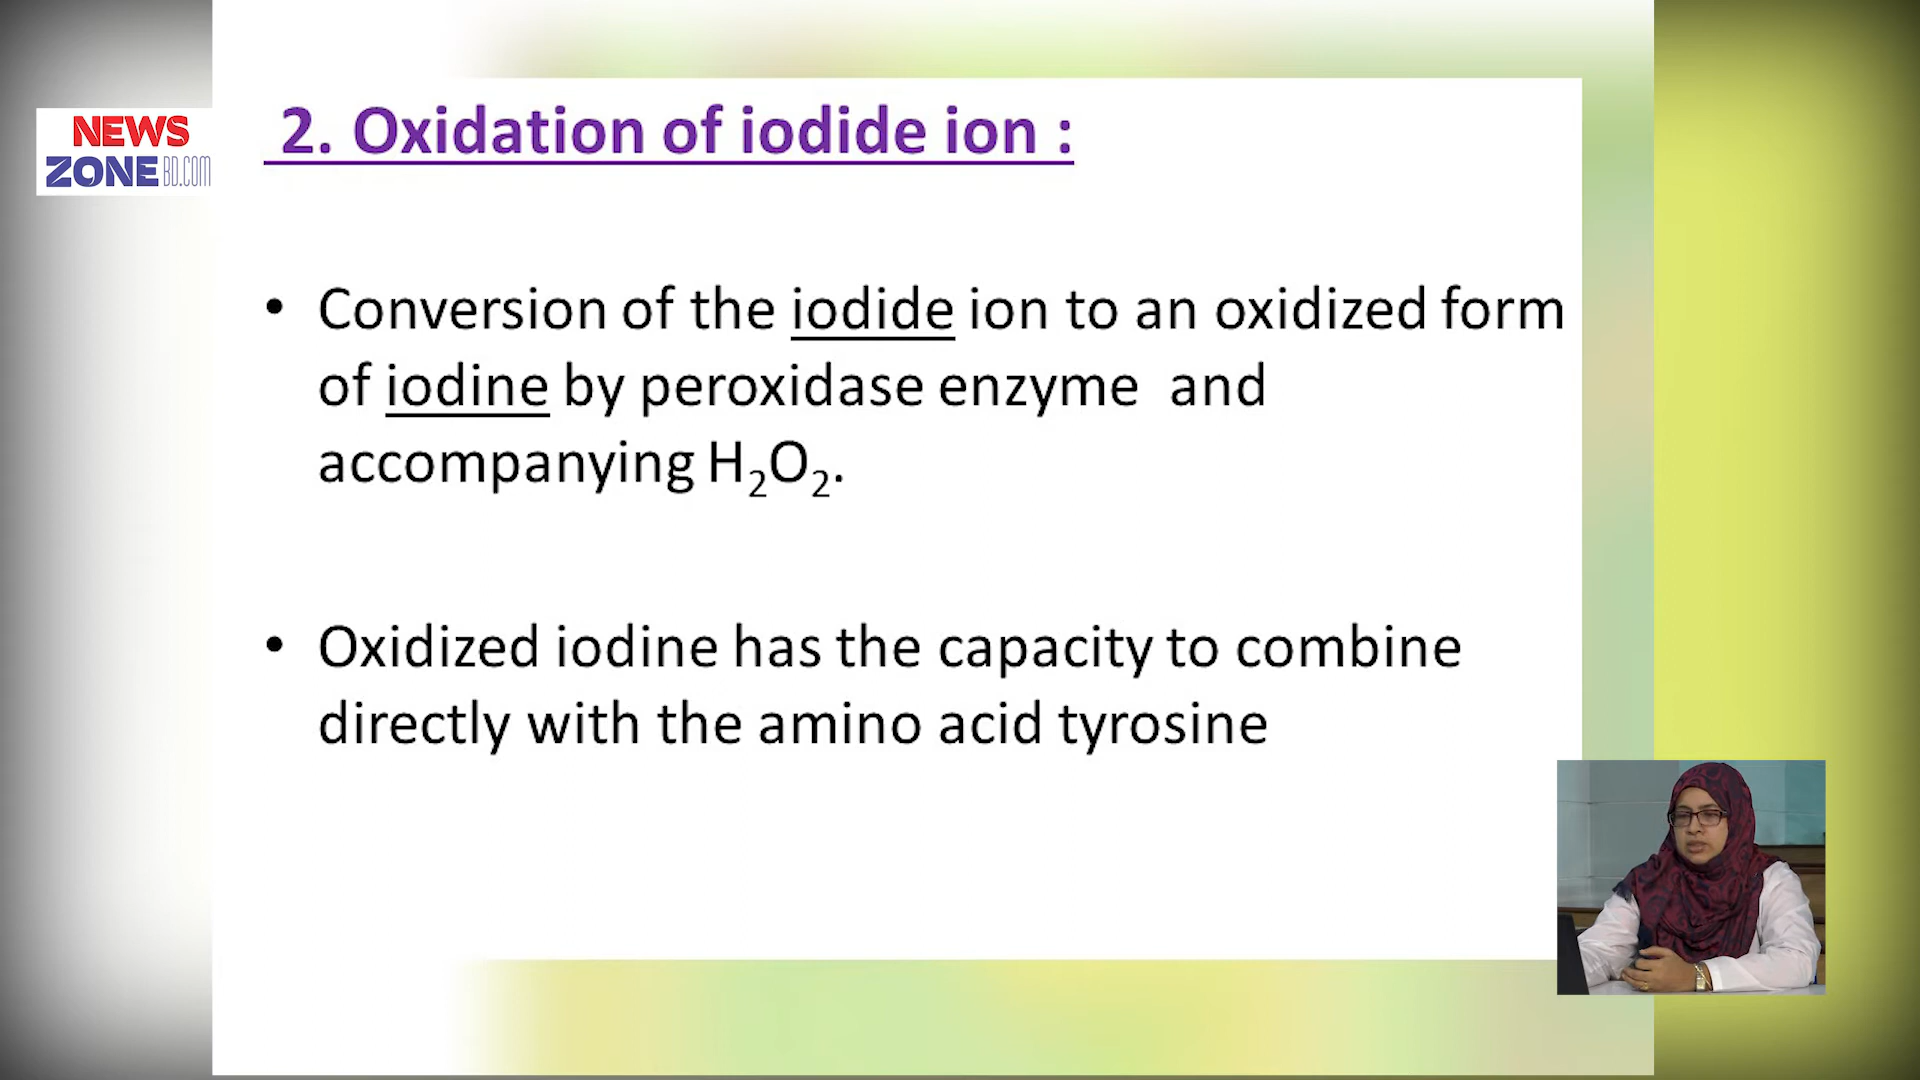 NEWS
ZONE BD.COM
2. Oxidation of iodide ion :
• Conversion of the iodide ion to an oxidized form
of iodine by peroxidase enzyme and
accompanying H₂O₂.
• Oxidized iodine has the capacity to combine
directly with the amino acid tyrosine